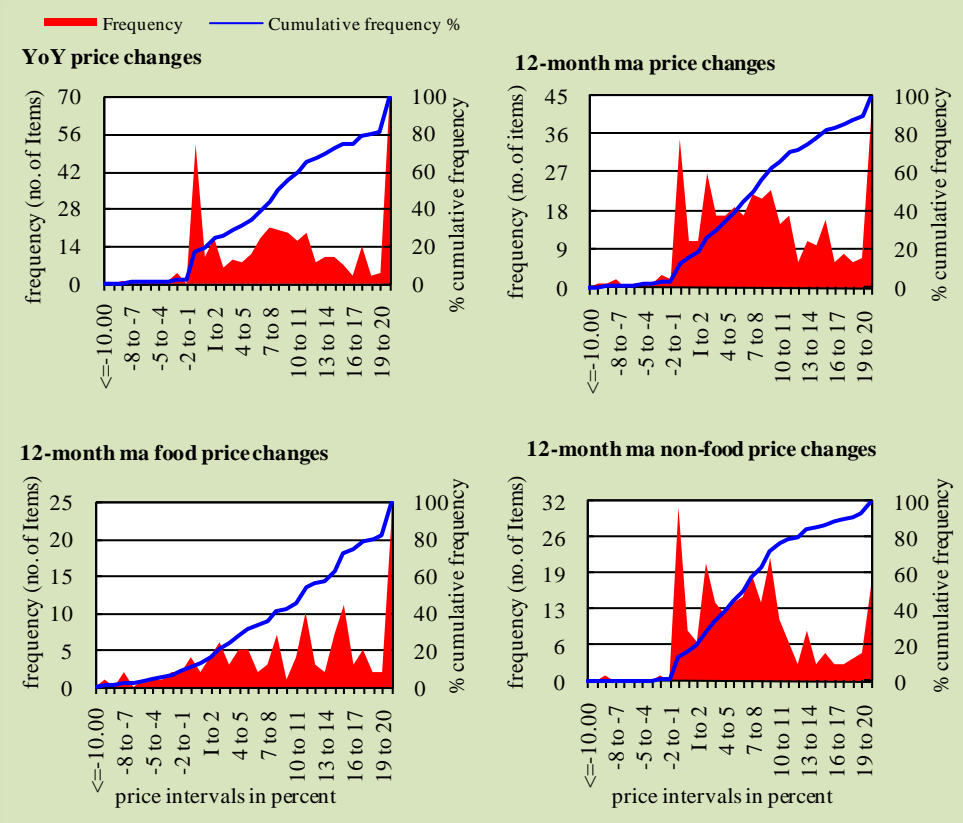 Frequency Cumulative frequency %
YoY price changes
frequency (no. of Items)
70
56
42
28
14
0
100
80
60
40
20
0
% cumulative frequency
<=-10.00
-8 to -7
-5 to -4
-2 to -1
I to 2
4 to 5
7 to 8
10 to 11
13 to 14
16 to 17
19 to 20
12-month ma price changes
frequency (no. of items)
45
36
27
18
9
0
100
80
60
40
20
0
% cumulative frequency
<=-10.00
-8 to -7
-5 to -4
-2 to -1
I to 2
4 to 5
7 to 8
10 to 11
13 to 14
16 to 17
19 to 20
12-month ma food price changes
frequency (no. of Items)
25
20
15
10
5
0
100
80
60
40
20
0
% cumulative frequency
<=-10.00
-8 to -7
-5 to -4
-2 to -1
I to 2
4 to 5
7 to 8
10 to 11
13 to 14
16 to 17
19 to 20
price intervals in percent
12-month ma non-food price changes
frequency (no. of Items)
32
26
19
13
6
0
100
80
60
40
20
0
% cumulative frequency
<=-10.00
-8 to -7
-5 to -4
-2 to -1
1 to 2
4 to 5
7 to 8
10 to 11
13 to 14
16 to 17
19 to 20
price intervals in percent